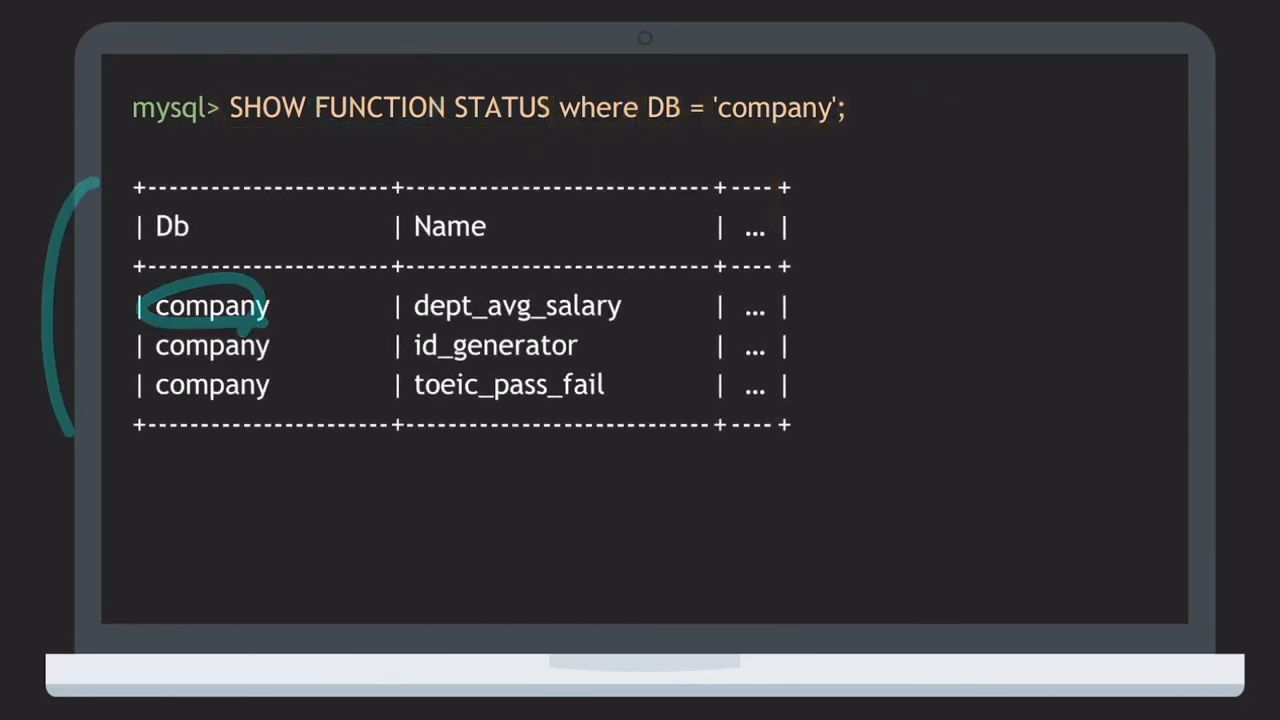 mysql> SHOW FUNCTION STATUS where DB = 'company';
+-----------------------+-----------------------------+----+
| Db | Name | ... |
+-----------------------+-----------------------------+----+
| company | dept_avg_salary | ... |
| company | id_generator | ... |
| company | toeic_pass_fail | ... |
+-----------------------+-----------------------------+----+